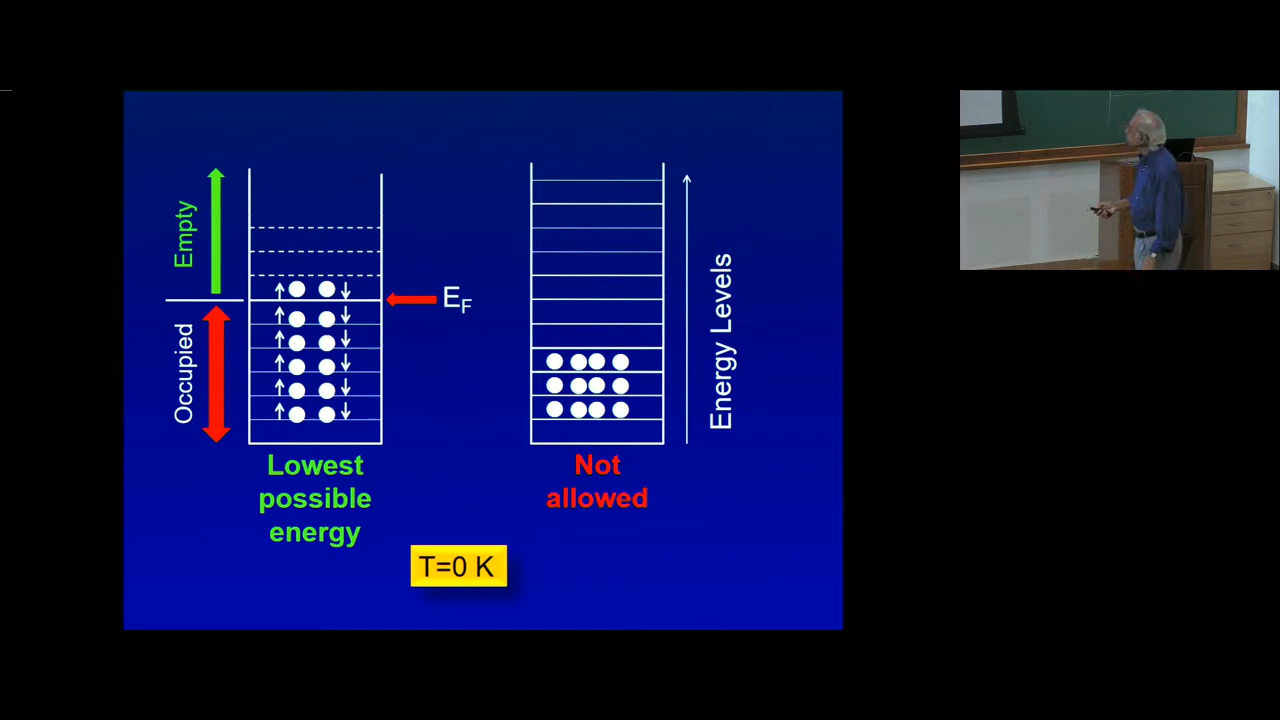 Empty
Occupied
E_F
Energy Levels
Lowest
possible
energy
Not
allowed
T=0 K